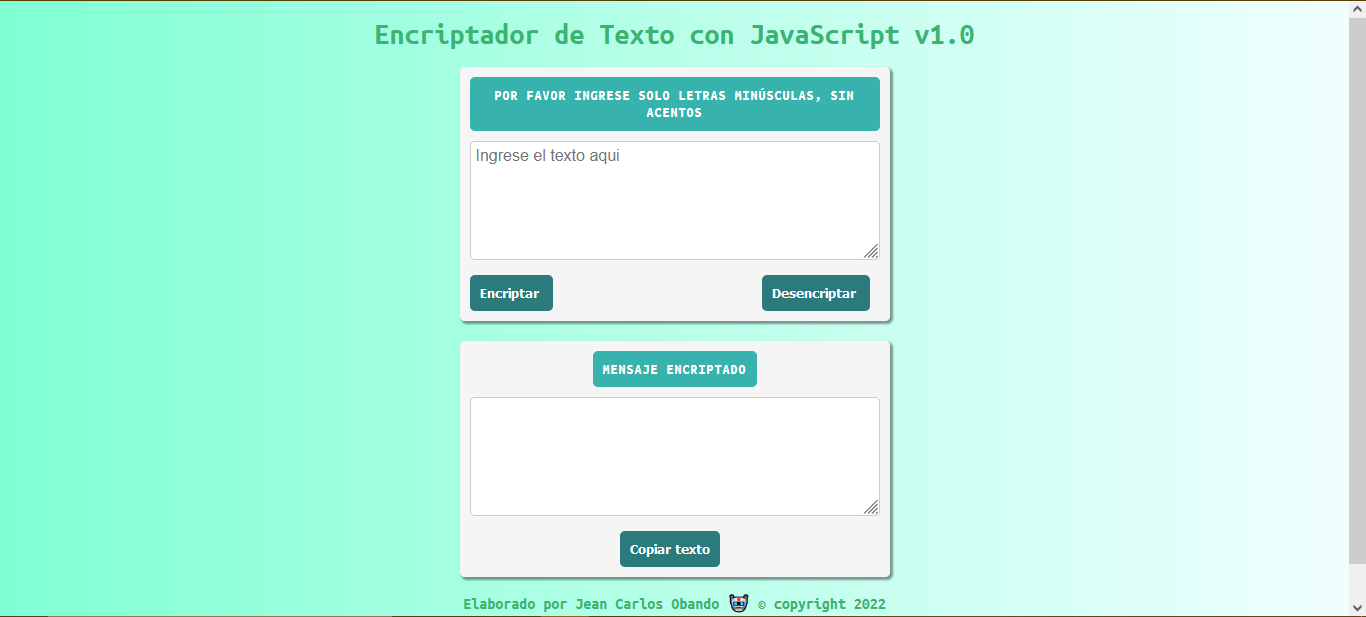 Encriptador de Texto con JavaScript v1.0
POR FAVOR INGRESE SOLO LETRAS MINÚSCULAS, SIN
ACENTOS
Ingrese el texto aqui
Encriptar
Desencriptar
MENSAJE ENCRIPTADO
Copiar texto
Elaborado por Jean Carlos Obando © copyright 2022